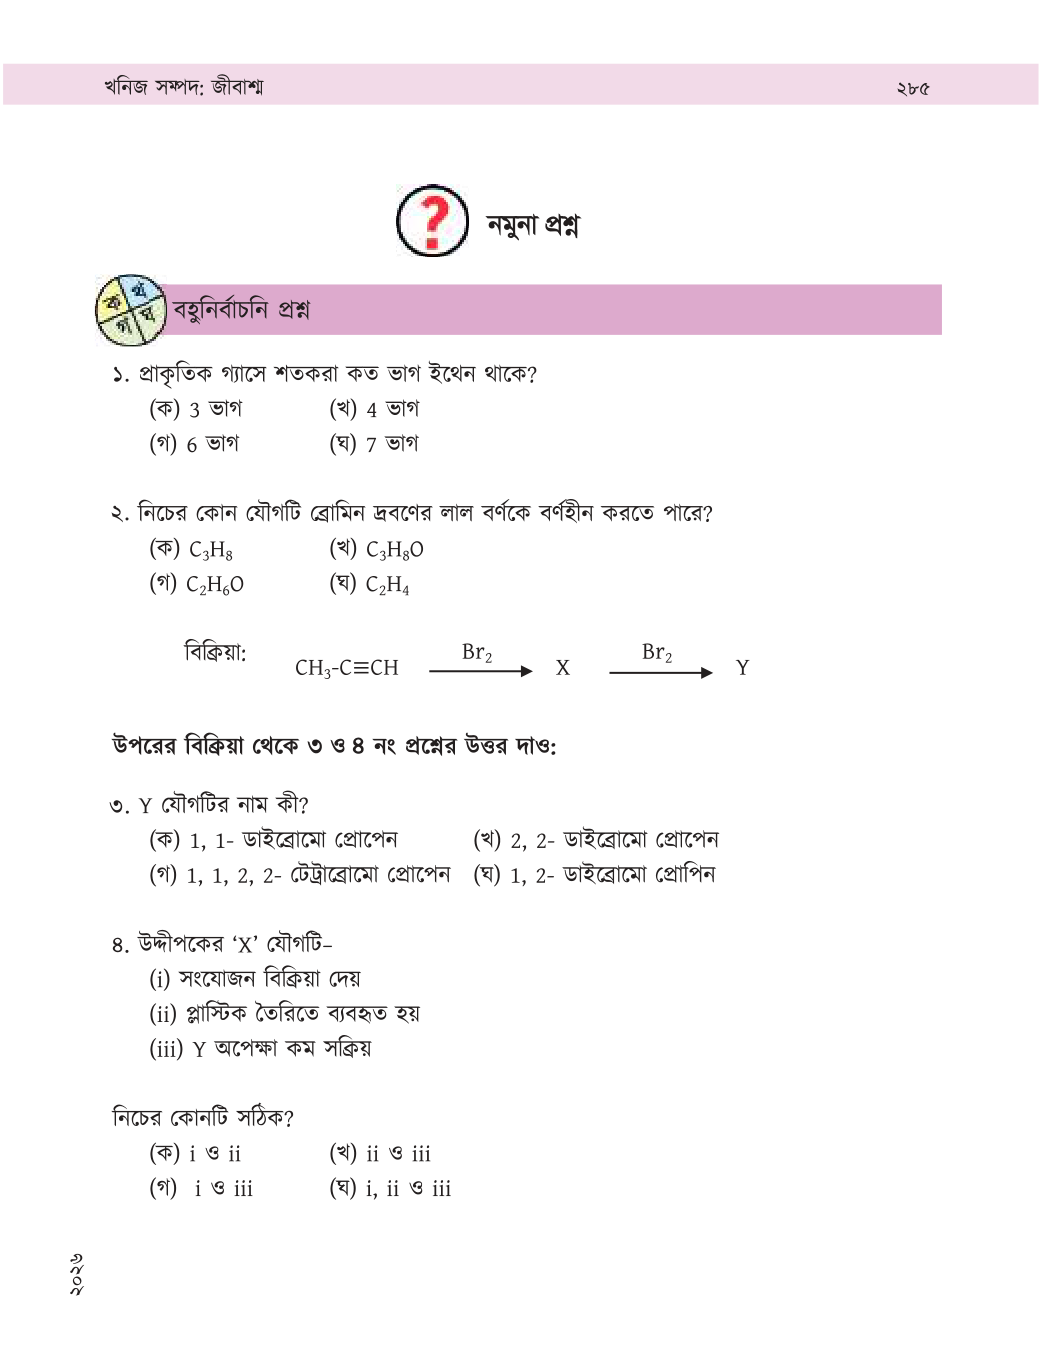 খনিজ সম্পদ: জীবাশ্ম ২৮৫
?
নমুনা প্রশ্ন
ক খ গ ঘ
বহুনির্বাচনি প্রশ্ন
১. প্রাকৃতিক গ্যাসে শতকরা কত ভাগ ইথেন থাকে?
(ক) 3 ভাগ (খ) 4 ভাগ
(গ) 6 ভাগ (ঘ) 7 ভাগ
২. নিচের কোন যৌগটি ব্রোমিন দ্রবণের লাল বর্ণকে বর্ণহীন করতে পারে?
(ক) C₃H₈ (খ) C₃H₈O
(গ) C₂H₆O (ঘ) C₂H₄
বিক্রিয়া: CH₃-C≡CH Br₂ X Br₂ Y
উপরের বিক্রিয়া থেকে ৩ ও ৪ নং প্রশ্নের উত্তর দাও:
৩. Y যৌগটির নাম কী?
(ক) 1, 1- ডাইব্রোমো প্রোপেন (খ) 2, 2- ডাইব্রোমো প্রোপেন
(গ) 1, 1, 2, 2- টেট্রাব্রোমো প্রোপেন (ঘ) 1, 2- ডাইব্রোমো প্রোপিন
৪. উদ্দীপকের ‘X’ যৌগটি–
(i) সংযোজন বিক্রিয়া দেয়
(ii) প্লাস্টিক তৈরিতে ব্যবহৃত হয়
(iii) Y অপেক্ষা কম সক্রিয়
নিচের কোনটি সঠিক?
(ক) i ও ii (খ) ii ও iii
(গ) i ও iii (ঘ) i, ii ও iii
২০২৬